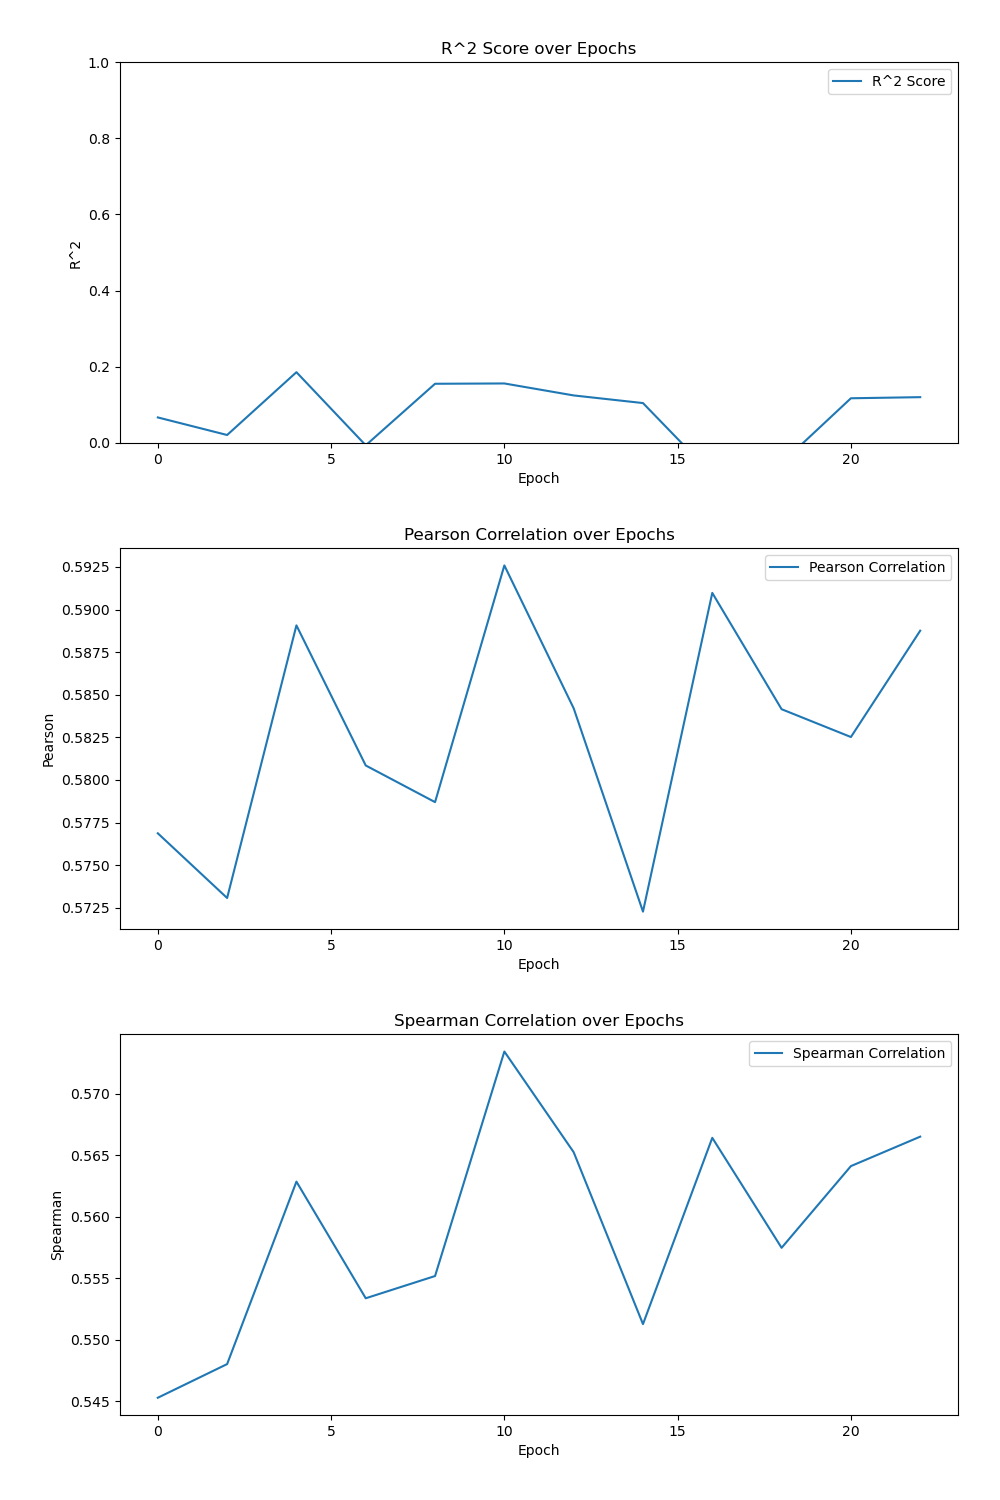 R^2 Score over Epochs
1.0
R^2 Score
0.8
0.6
R^2
0.4
0.2
0.0
0 5 10 15 20
Epoch
Pearson Correlation over Epochs
0.5925
Pearson Correlation
0.5900
0.5875
0.5850
0.5825
Pearson
0.5800
0.5775
0.5750
0.5725
0 5 10 15 20
Epoch
Spearman Correlation over Epochs
Spearman Correlation
0.570
0.565
0.560
Spearman
0.555
0.550
0.545
0 5 10 15 20
Epoch